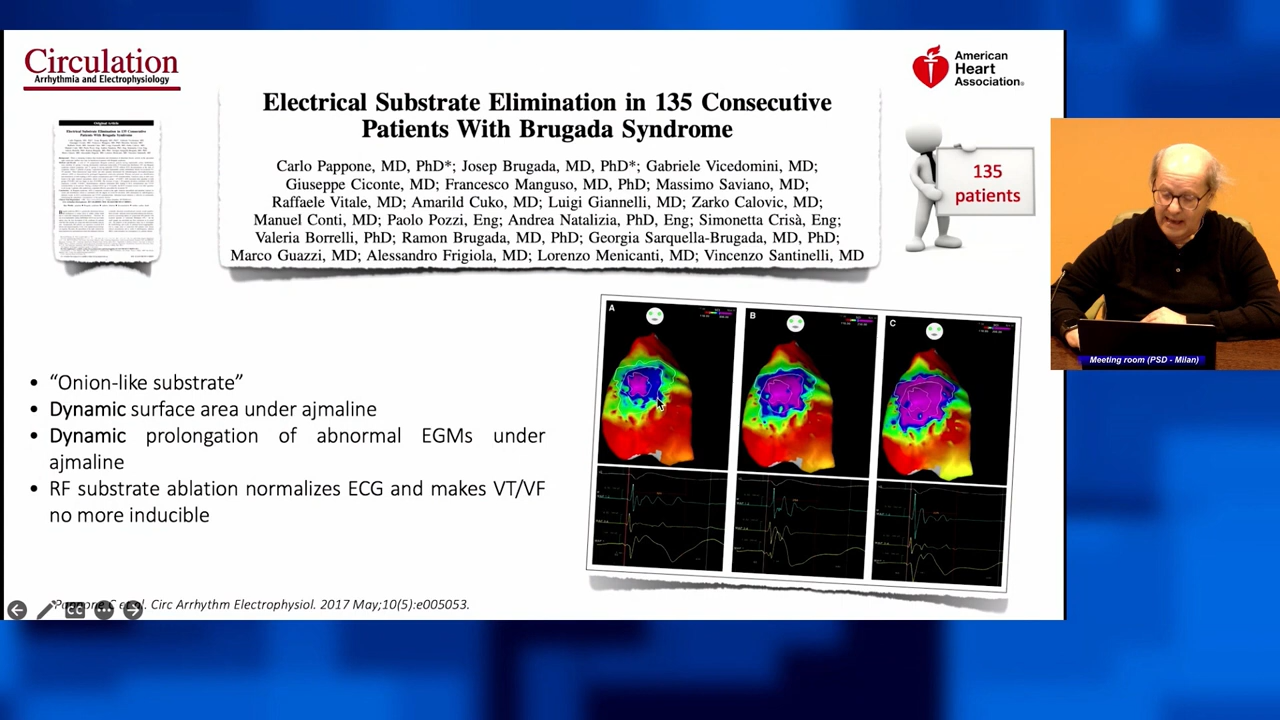 Circulation
Arrhythmia and Electrophysiology
American
Heart
Association®
Electrical Substrate Elimination in 135 Consecutive
Patients With Brugada Syndrome
Carlo Pappone, MD, PhD*; Josep Brugada, MD, PhD*; Gabriele Vicedomini, MD;
Giuseppe Ciconte, MD; Francesco Manguso, MD, PhD; Massimo Saviano, MD;
Raffaele Vitale, MD; Amarild Cuko, MD; Luigi Giannelli, MD; Zarko Calovic, MD;
Manuel Conti, MD; Paolo Pozzi, Eng; Andrea Natalizia, PhD, Eng; Simonetta Crisà, Eng;
Valeria Borrelli, PhD; Ramon Brugada, MD, PhD; Georgia Sarquella-Brugada, MD, PhD;
Marco Guazzi, MD; Alessandro Frigiola, MD; Lorenzo Menicanti, MD; Vincenzo Santinelli, MD
135
patients
A
B
C
• “Onion-like substrate”
• Dynamic surface area under ajmaline
• Dynamic prolongation of abnormal EGMs under
ajmaline
• RF substrate ablation normalizes ECG and makes VT/VF
no more inducible
Pappone C et al. Circ Arrhythm Electrophysiol. 2017 May;10(5):e005053.
CC
Meeting room (PSD - Milan)